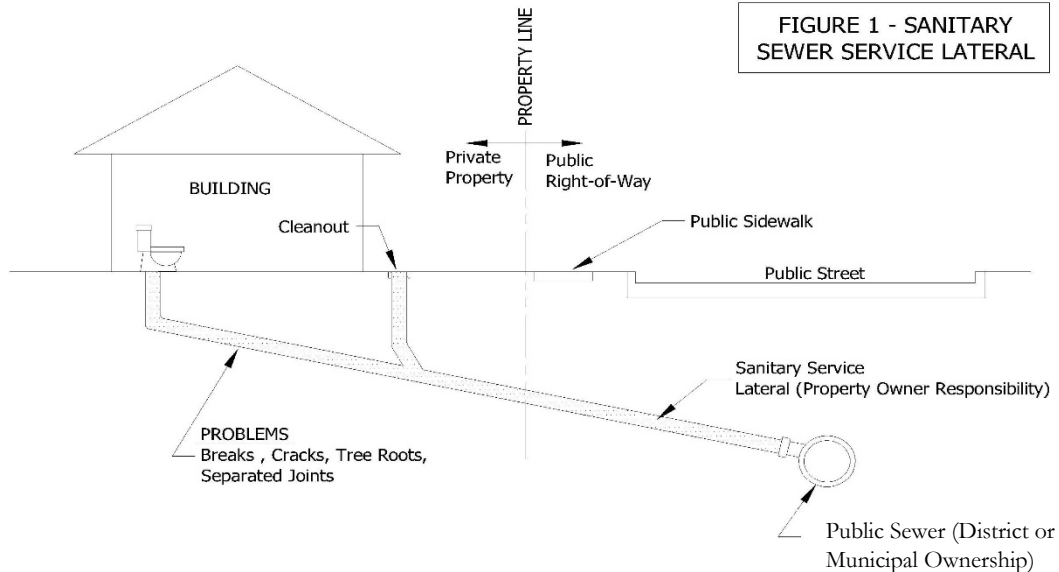 FIGURE 1 - SANITARY
SEWER SERVICE LATERAL
PROPERTY LINE
Private
Property
Public
Right-of-Way
BUILDING
Cleanout
Public Sidewalk
Public Street
Sanitary Service
Lateral (Property Owner Responsibility)
PROBLEMS
Breaks , Cracks, Tree Roots,
Separated Joints
Public Sewer (District or
Municipal Ownership)